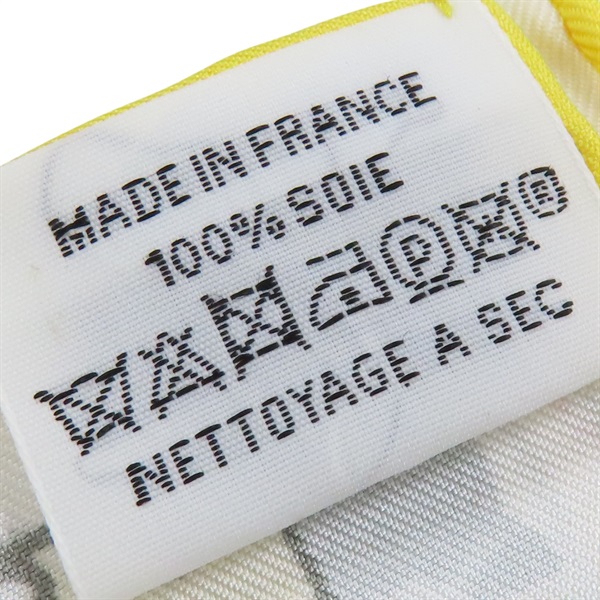 MADE IN FRANCE
100% SOIE
P ®
NETTOYAGE A SEC